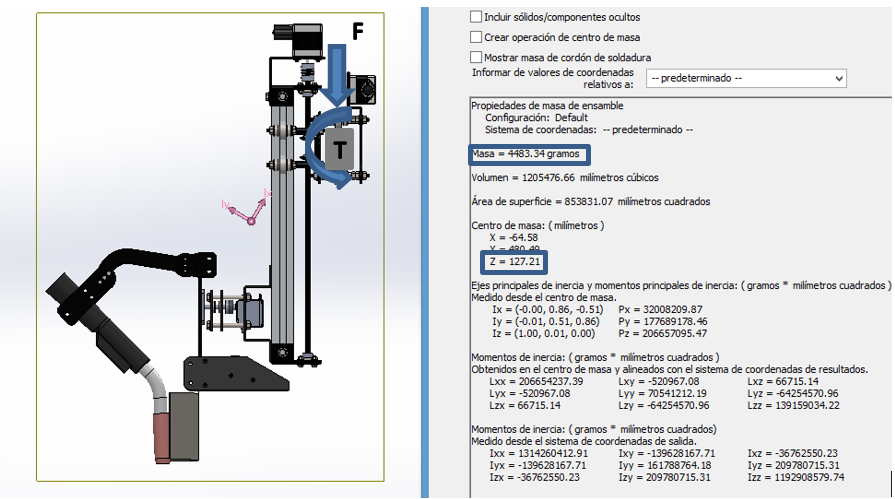 F
T
Ix
Iy
Incluir sólidos/componentes ocultos
Crear operación de centro de masa
Mostrar masa de cordón de soldadura
Informar de valores de coordenadas
relativos a:
-- predeterminado --
Propiedades de masa de ensamble
Configuración: Default
Sistema de coordenadas: -- predeterminado --
Masa = 4483.34 gramos
Volumen = 1205476.66 milímetros cúbicos
Área de superficie = 853831.07 milímetros cuadrados
Centro de masa: ( milímetros )
X = -64.58
Y = 480.49
Z = 127.21
Ejes principales de inercia y momentos principales de inercia: ( gramos * milímetros cuadrados )
Medido desde el centro de masa.
Ix = (-0.00, 0.86, -0.51) Px = 32008209.87
Iy = (-0.01, 0.51, 0.86) Py = 177689178.46
Iz = (1.00, 0.01, 0.00) Pz = 206657095.47
Momentos de inercia: ( gramos * milímetros cuadrados )
Obtenidos en el centro de masa y alineados con el sistema de coordenadas de resultados.
Lxx = 206654237.39 Lxy = -520967.08 Lxz = 66715.14
Lyx = -520967.08 Lyy = 70541212.19 Lyz = -64254570.96
Lzx = 66715.14 Lzy = -64254570.96 Lzz = 139159034.22
Momentos de inercia: ( gramos * milímetros cuadrados)
Medido desde el sistema de coordenadas de salida.
Ixx = 1314260412.91 Ixy = -139628167.71 Ixz = -36762550.23
Iyx = -139628167.71 Iyy = 161788764.18 Iyz = 209780715.31
Izx = -36762550.23 Izy = 209780715.31 Izz = 1192908579.74